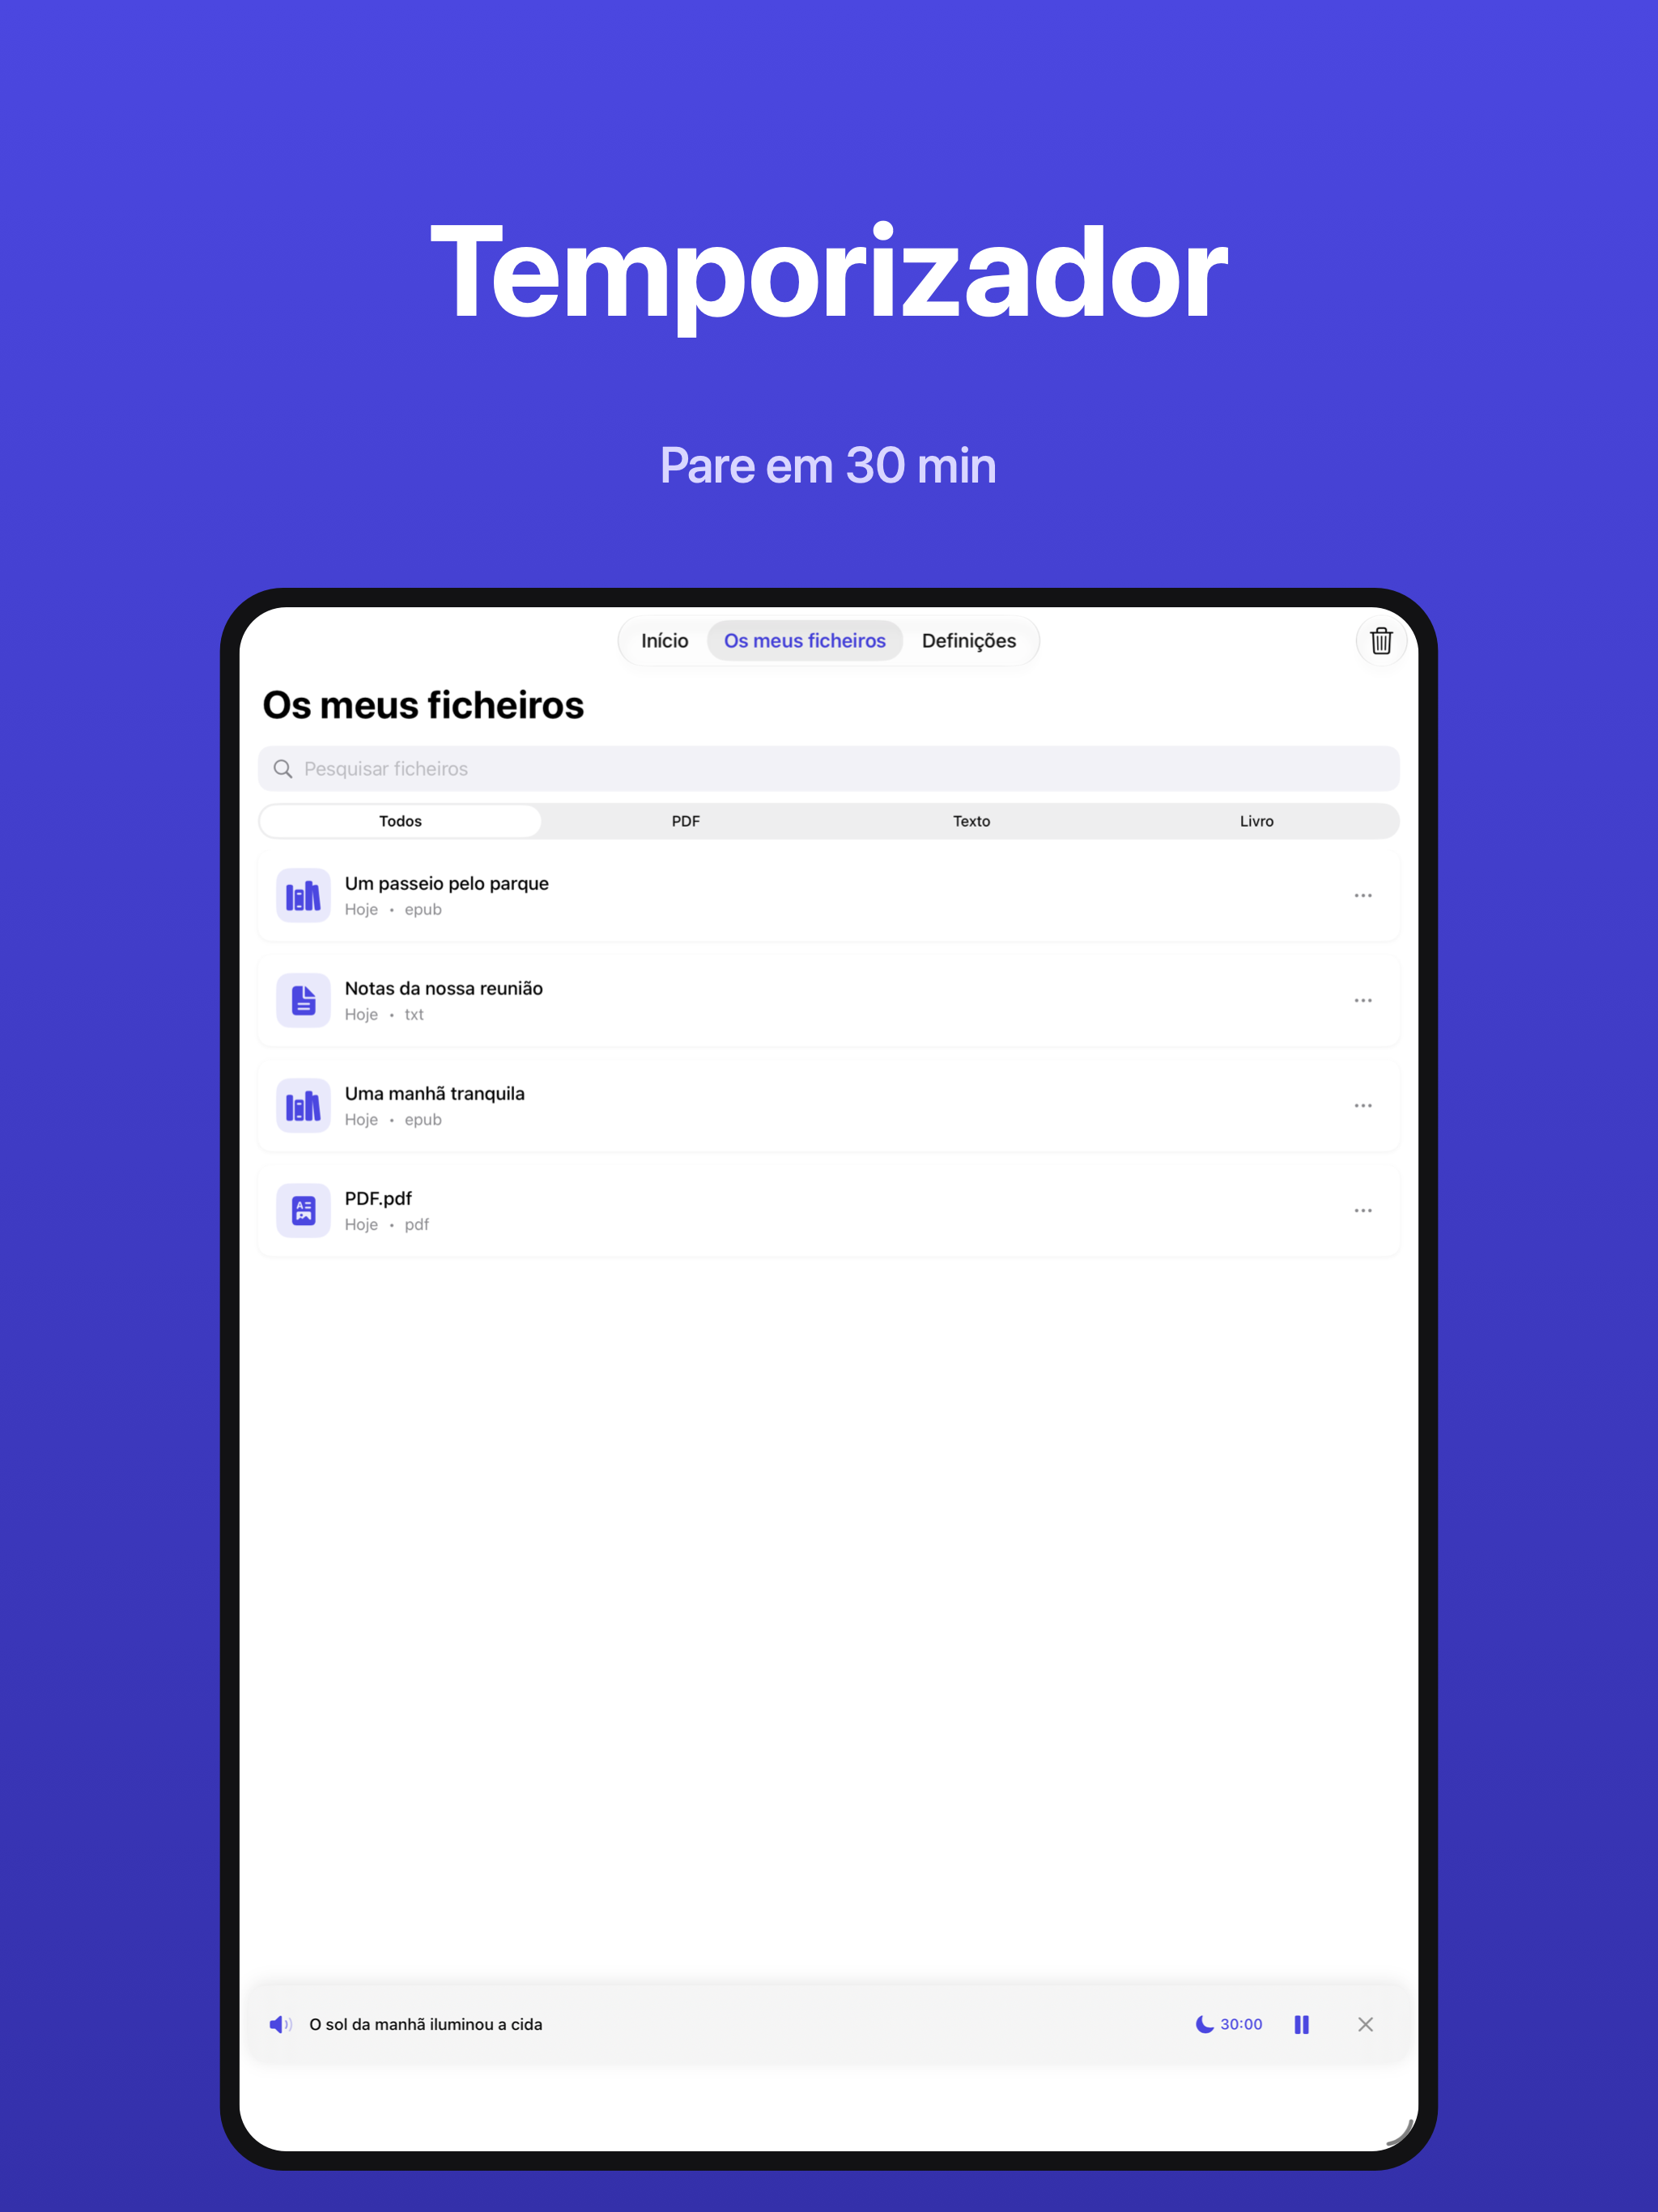 Temporizador
Pare em 30 min
Início Os meus ficheiros Definições
Os meus ficheiros
Pesquisar ficheiros
Todos PDF Texto Livro
Um passeio pelo parque
Hoje • epub
Notas da nossa reunião
Hoje • txt
Uma manhã tranquila
Hoje • epub
PDF.pdf
Hoje • pdf
O sol da manhã iluminou a cida 30:00